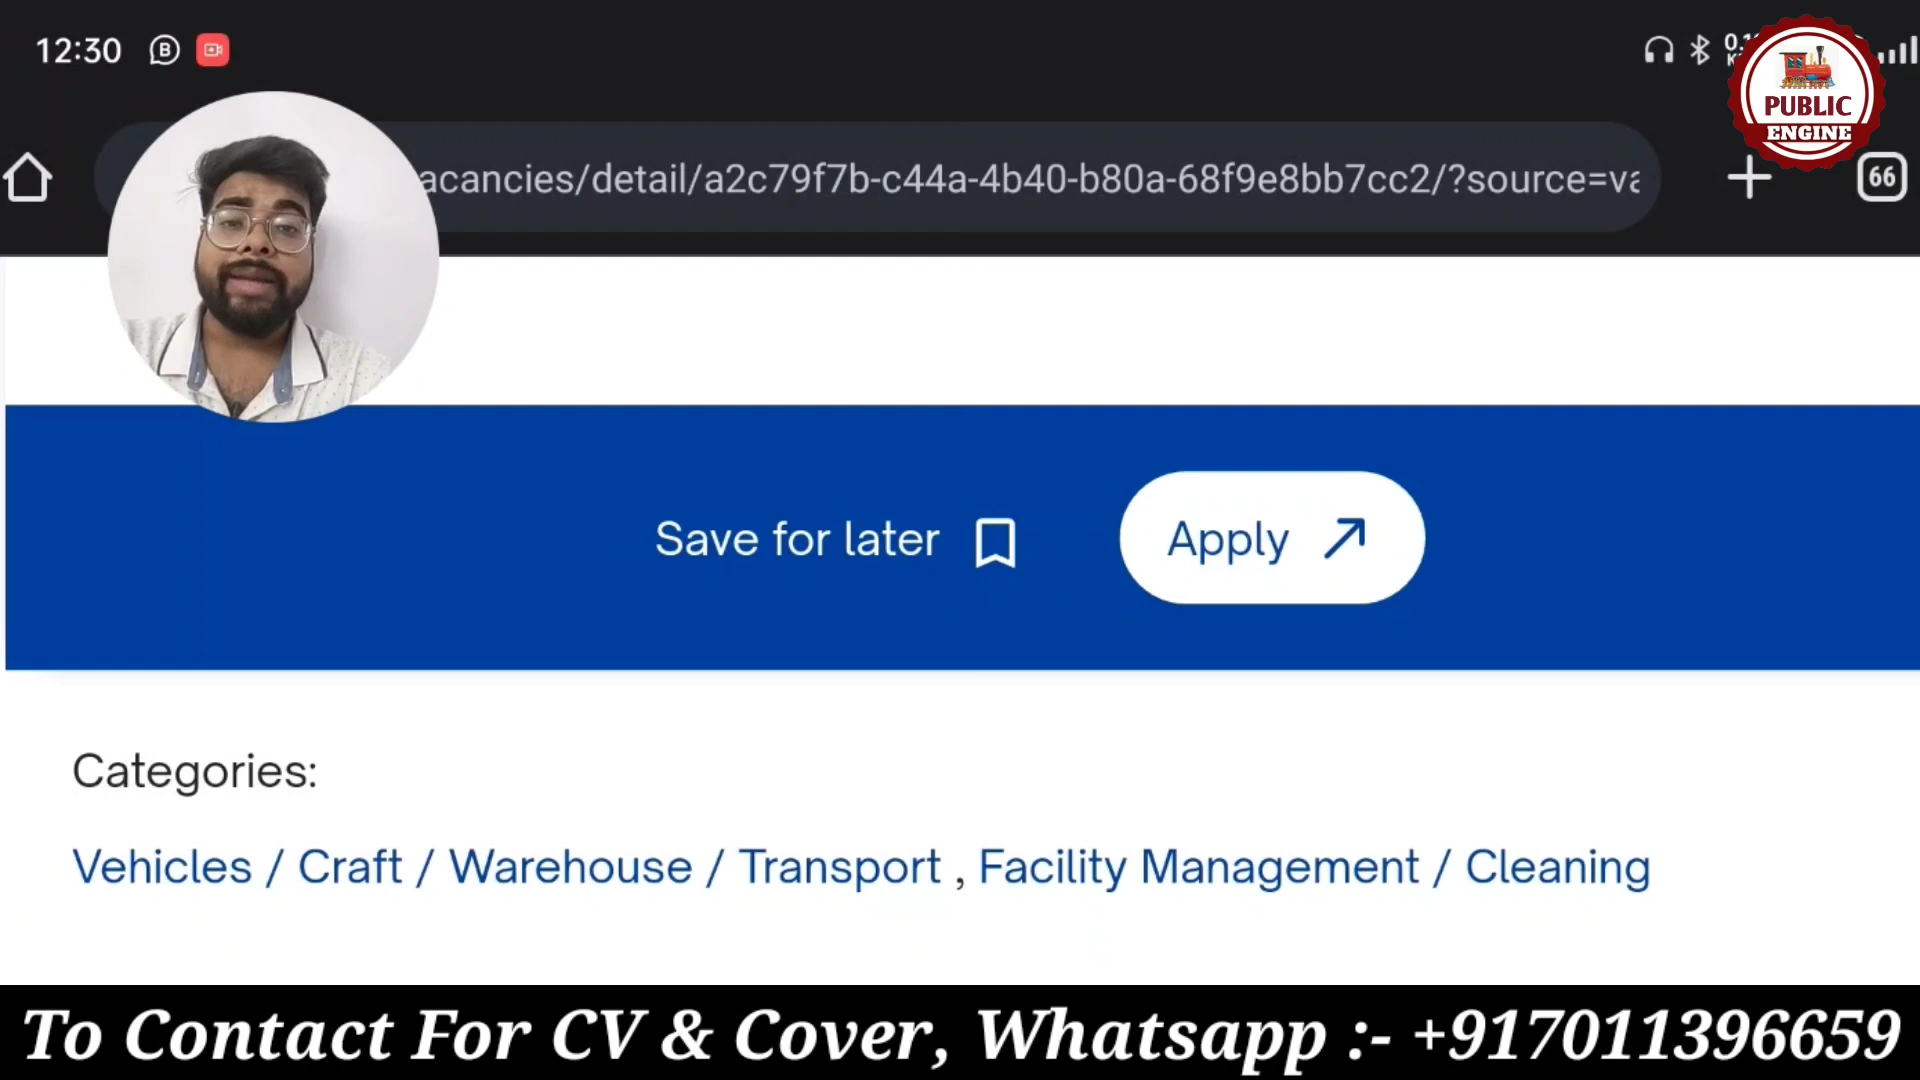 12:30
acancies/detail/a2c79f7b-c44a-4b40-b80a-68f9e8bb7cc2/?source=va
66
PUBLIC
ENGINE
Save for later
Apply
Categories:
Vehicles / Craft / Warehouse / Transport , Facility Management / Cleaning
To Contact For CV & Cover, Whatsapp :- +917011396659